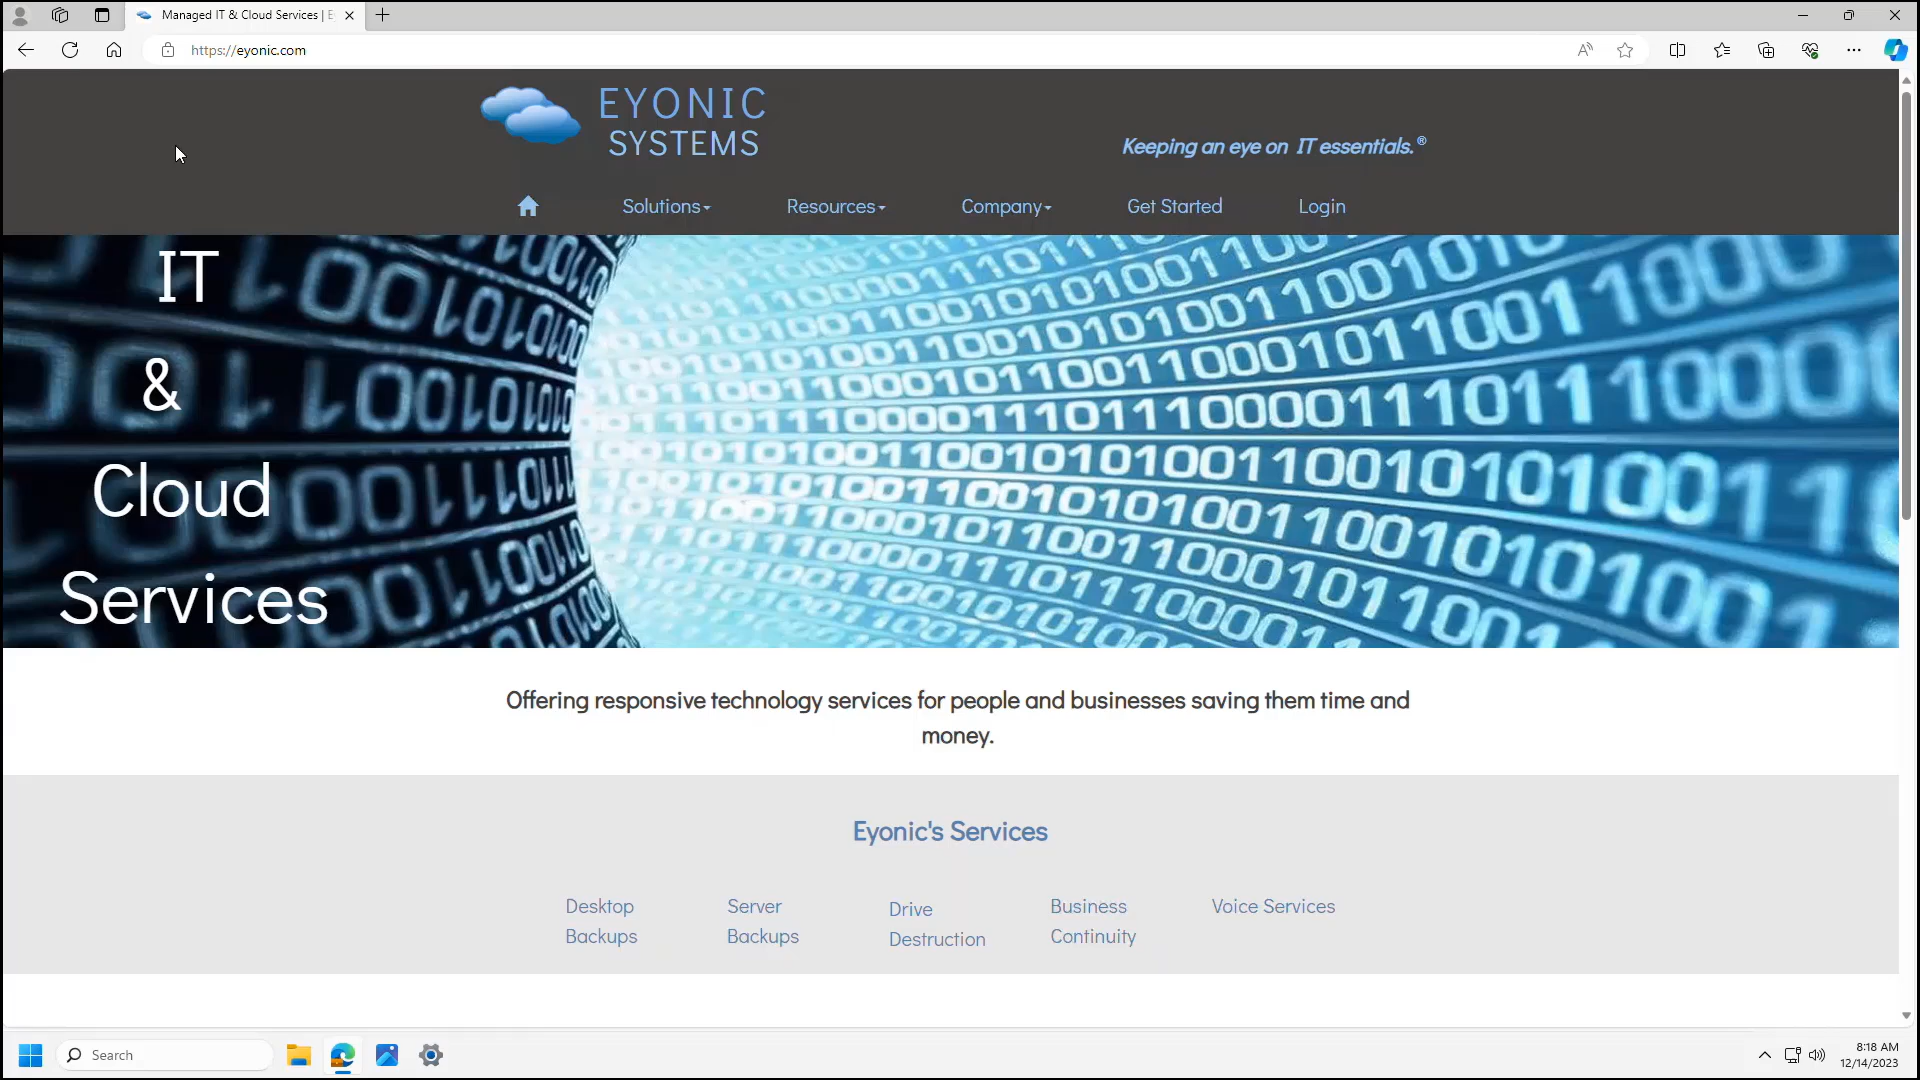 Managed IT & Cloud Services | E
https://eyonic.com
EYONIC
SYSTEMS
Keeping an eye on IT essentials.®
Solutions
Resources
Company
Get Started
Login
IT
&
Cloud
Services
Offering responsive technology services for people and businesses saving them time and
money.
Eyonic's Services
Desktop
Backups
Server
Backups
Drive
Destruction
Business
Continuity
Voice Services
Search
8:18 AM
12/14/2023